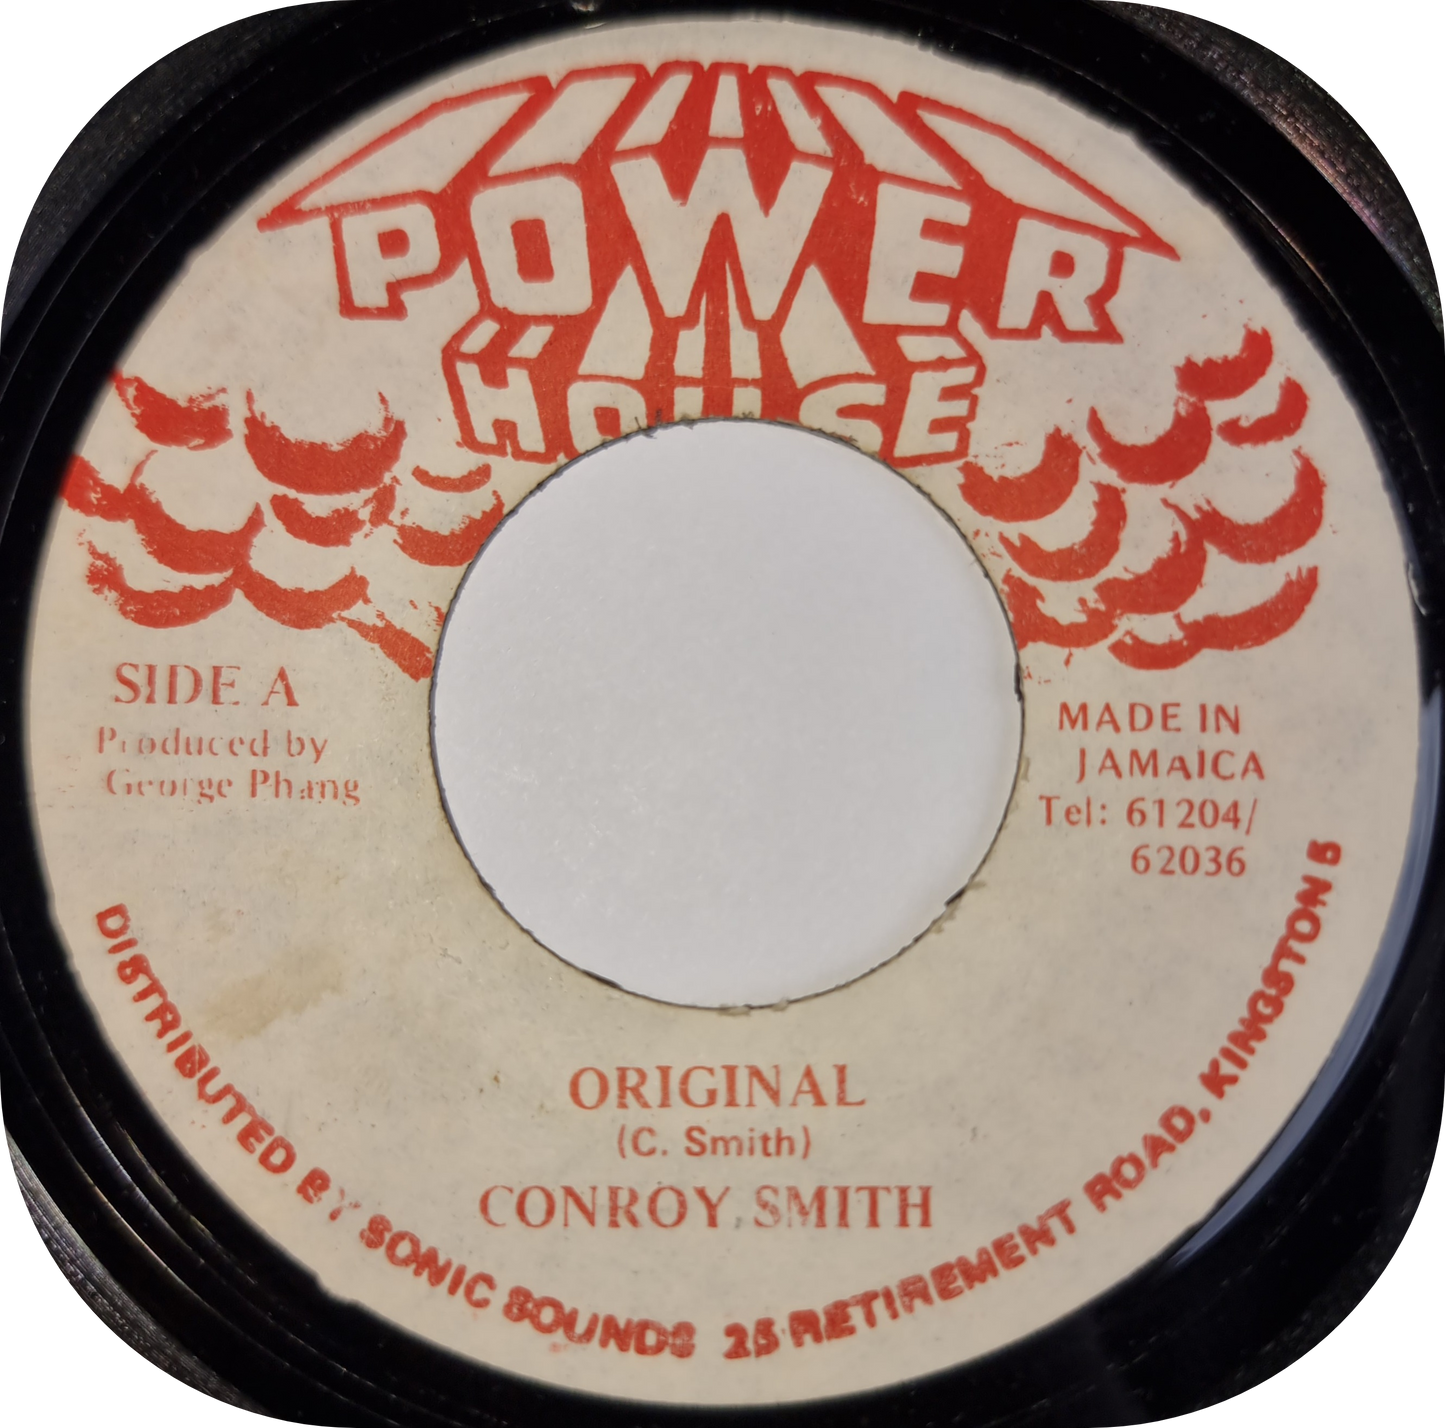 POWER
HOUSE
SIDE A
Produced by
George Phang
MADE IN
JAMAICA
Tel: 61204/
62036
ORIGINAL
(C. Smith)
CONROY SMITH
DISTRIBUTED BY SONIC SOUNDS 25 RETIREMENT ROAD, KINGSTON 5